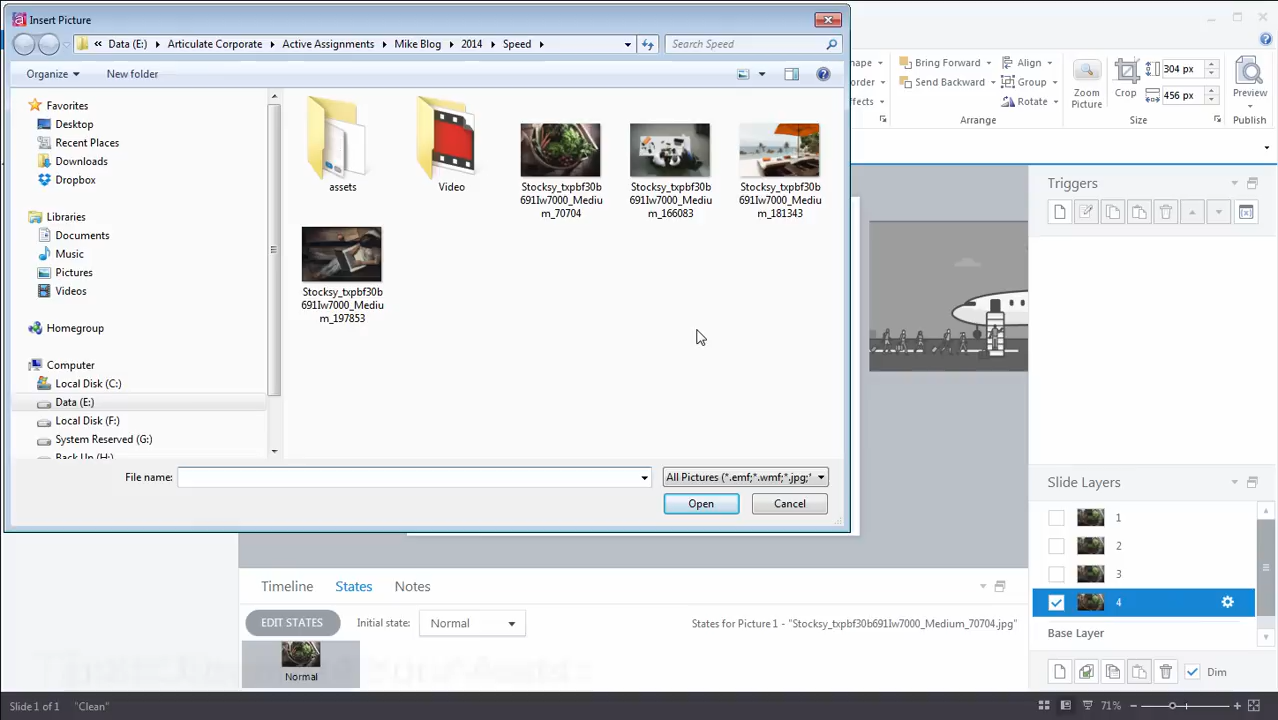 Insert Picture
« Data (E:) Articulate Corporate Active Assignments Mike Blog 2014 Speed
Search Speed
Organize New folder
Favorites
Desktop
Recent Places
Downloads
Dropbox
Libraries
Documents
Music
Pictures
Videos
Homegroup
Computer
Local Disk (C:)
Data (E:)
Local Disk (F:)
System Reserved (G:)
Back Up (H:)
assets
Video
Stocksy_txpbf30b
691Iw7000_Mediu
m_70704
Stocksy_txpbf30b
691Iw7000_Mediu
m_166083
Stocksy_txpbf30b
691Iw7000_Mediu
m_181343
Stocksy_txpbf30b
691Iw7000_Mediu
m_197853
File name:
All Pictures (*.emf;*.wmf;*.jpg;*
Open Cancel
Bring Forward Align
Send Backward Group
Rotate
Arrange
Zoom
Picture
Crop
304 px
456 px
Size
Preview
Publish
Triggers
Slide Layers
1
2
3
4
Base Layer
Dim
Timeline States Notes
EDIT STATES Initial state: Normal
States for Picture 1 - "Stocksy_txpbf30b691Iw7000_Medium_70704.jpg"
Normal
Slide 1 of 1 "Clean"
71%